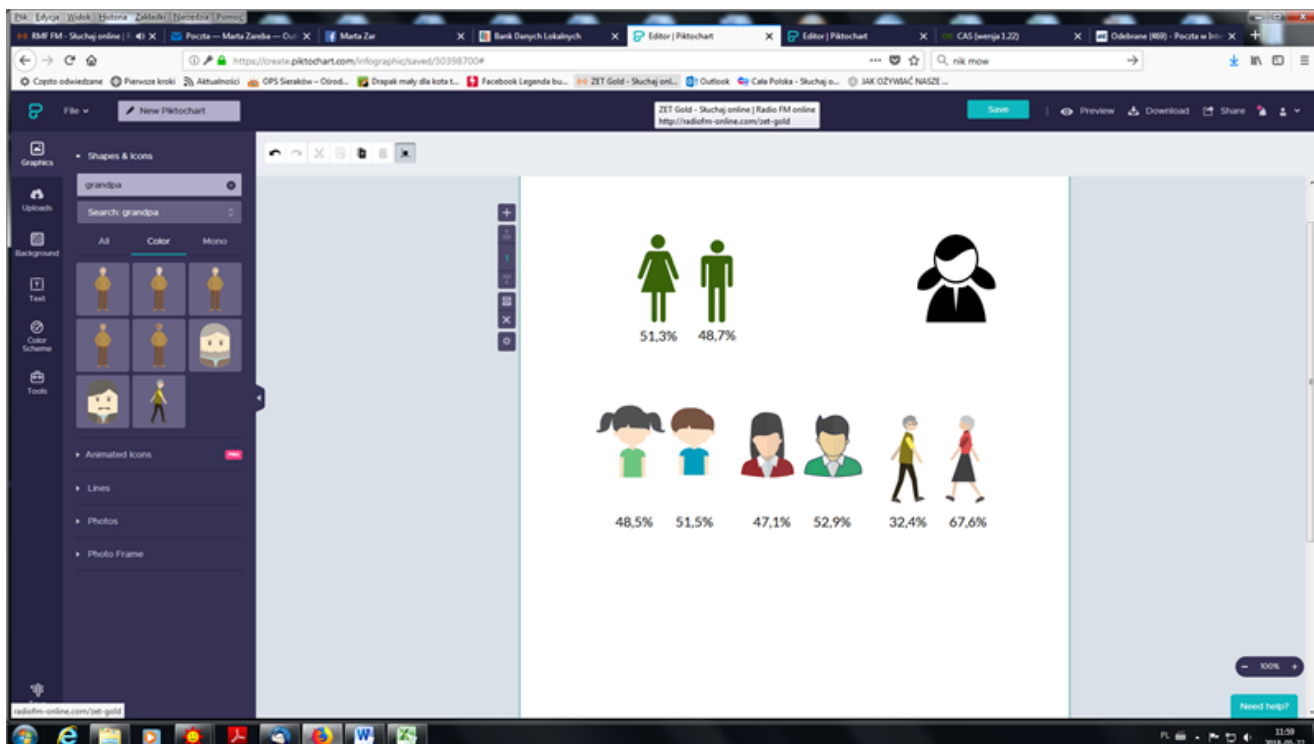 Plik Edycja Widok Historia Zakładki Narzędzia Pomoc
RMF FM - Słuchaj online |
Poczta — Marta Zaręba — Out
Marta Zar
Bank Danych Lokalnych
Editor | Piktochart
Editor | Piktochart
CAS (wersja 1.22)
Odebrane (469) - Poczta w Inte
https://create.piktochart.com/infographic/saved/30398700#
nik mow
Często odwiedzane
Pierwsze kroki
Aktualności
OPS Sieraków – Ośrod...
Drapak mały dla kota t...
Facebook Legenda bu...
ZET Gold - Słuchaj onl...
Outlook
Cała Polska - Słuchaj o...
JAK OŻYWIAĆ NASZE ...
File
New Piktochart
ZET Gold - Słuchaj online | Radio FM online
http://radiofm-online.com/zet-gold
Save
Preview
Download
Share
Graphics
Uploads
Background
Text
Color
Scheme
Tools
Shapes & Icons
grandpa
Search: grandpa
All Color Mono
Animated Icons
PRO
Lines
Photos
Photo Frame
1
51,3% 48,7%
48,5% 51,5% 47,1% 52,9% 32,4% 67,6%
100%
Need help?
radiofm-online.com/zet-gold
PL
11:59
2018-05-22